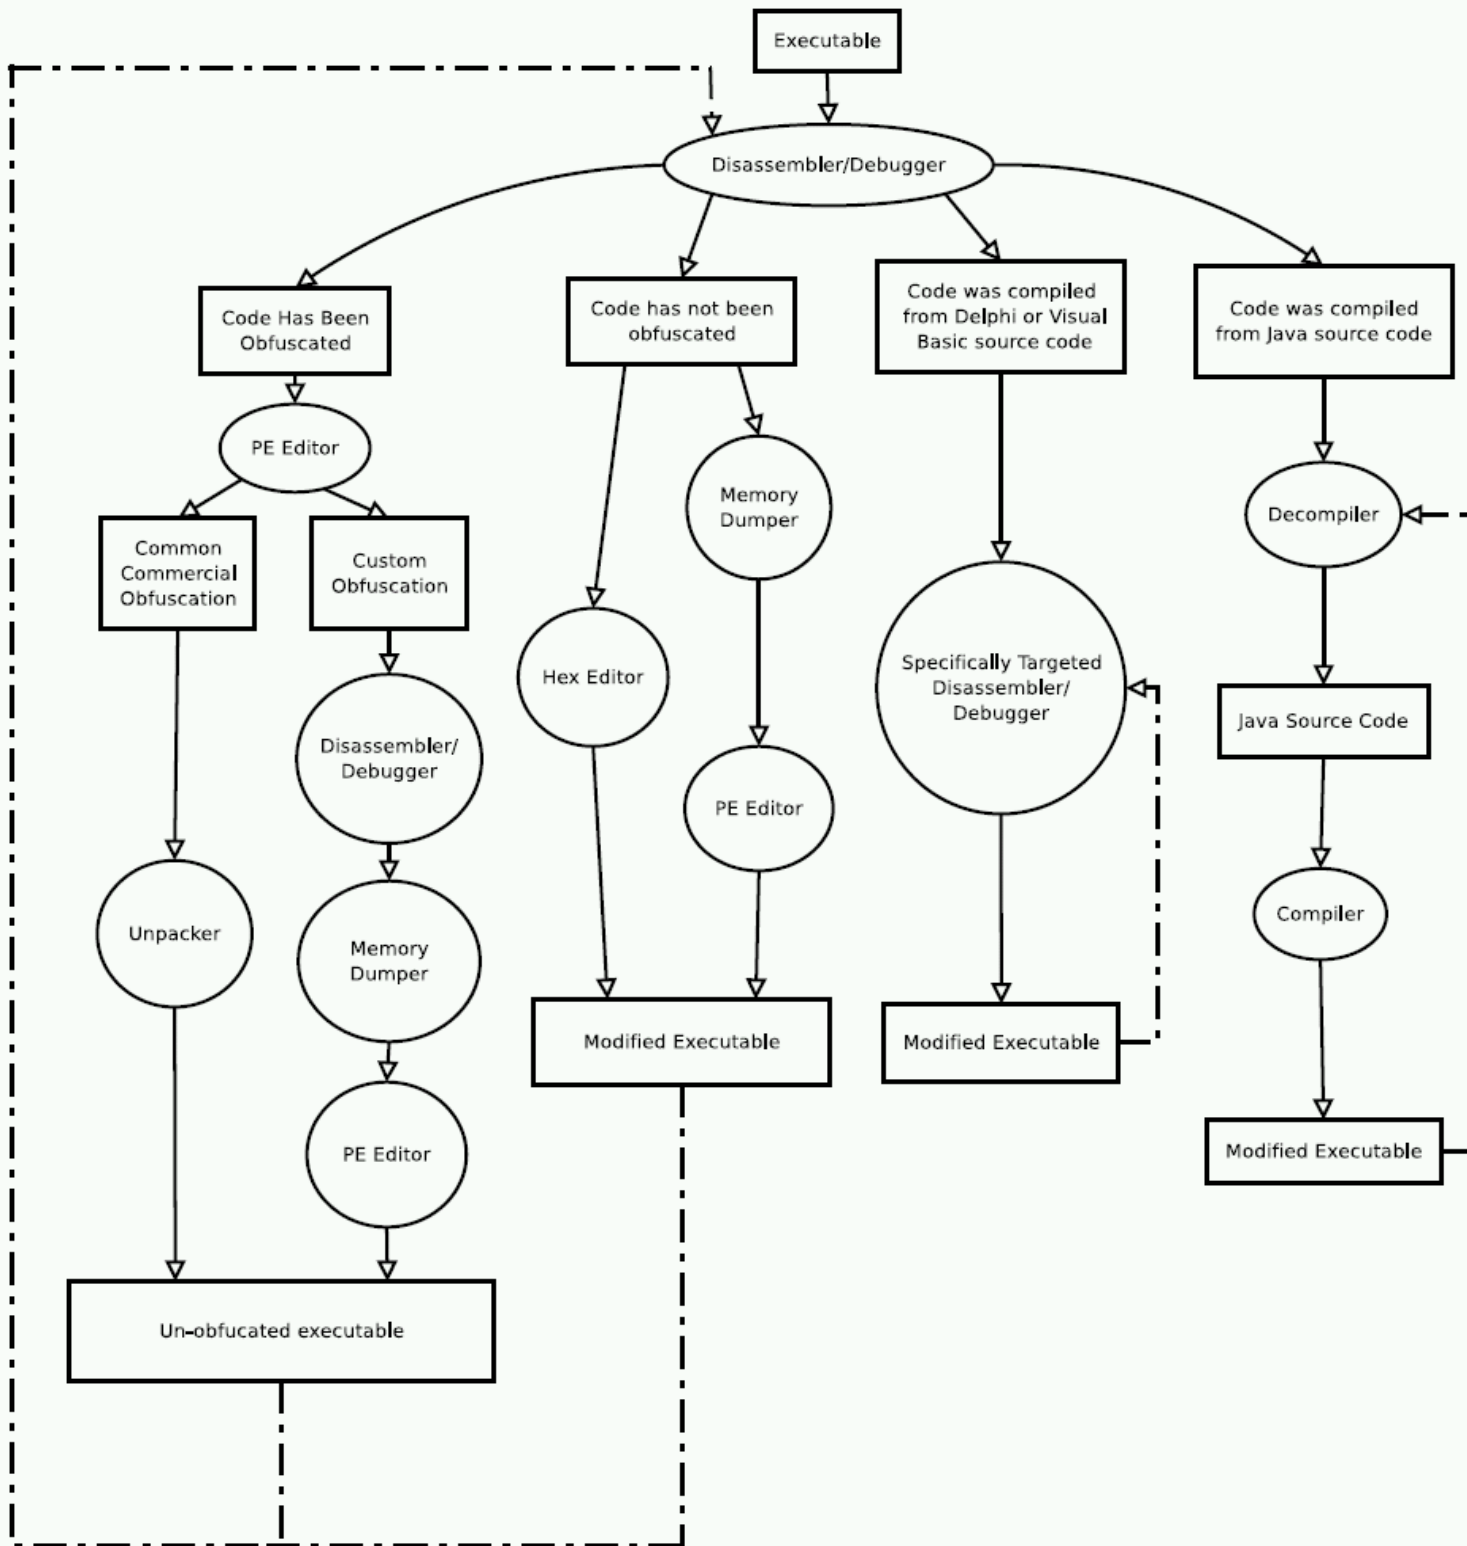 Executable
Disassembler/Debugger
Code Has Been
Obfuscated
Code has not been
obfuscated
Code was compiled
from Delphi or Visual
Basic source code
Code was compiled
from Java source code
PE Editor
Common
Commercial
Obfuscation
Custom
Obfuscation
Memory
Dumper
Decompiler
Hex Editor
Specifically Targeted
Disassembler/
Debugger
Java Source Code
Disassembler/
Debugger
PE Editor
Unpacker
Memory
Dumper
Compiler
Modified Executable
Modified Executable
PE Editor
Modified Executable
Un-obfucated executable